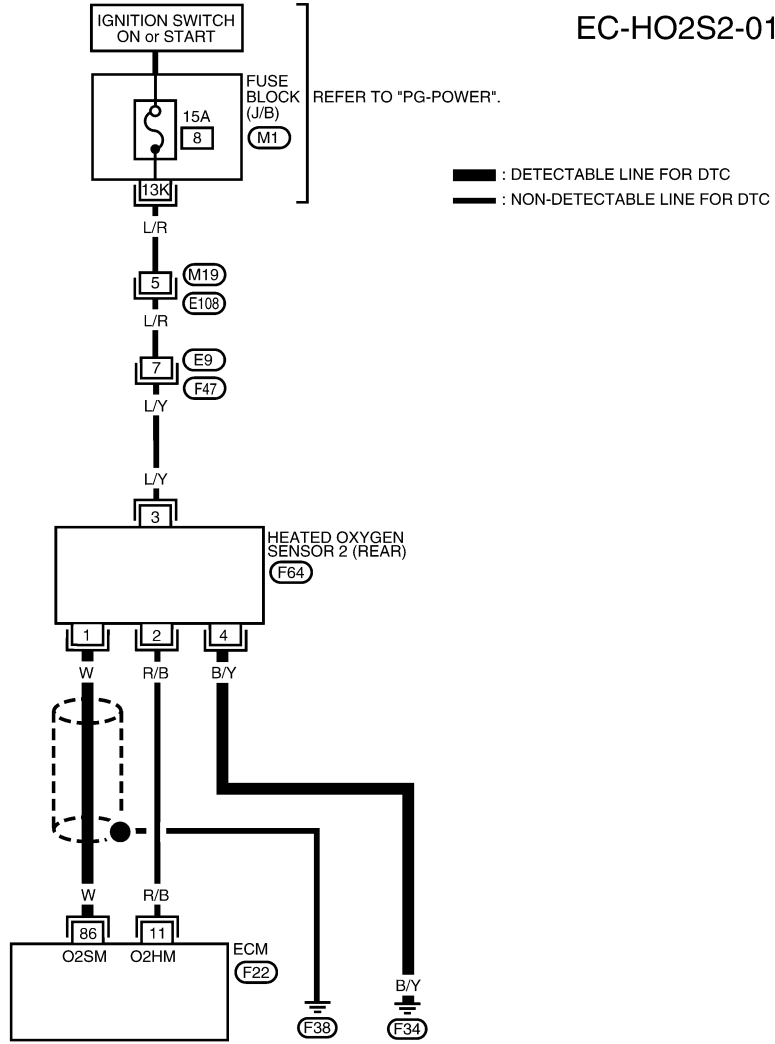 EC-HO2S2-01
IGNITION SWITCH
ON or START
FUSE
BLOCK
(J/B)
M1
15A
8
REFER TO "PG-POWER".
13K
: DETECTABLE LINE FOR DTC
: NON-DETECTABLE LINE FOR DTC
L/R
5
M19
E108
L/R
7
E9
F47
L/Y
L/Y
3
HEATED OXYGEN
SENSOR 2 (REAR)
F64
1
2
4
W
R/B
B/Y
W
R/B
86
11
O2SM
O2HM
ECM
F22
B/Y
F38
F34